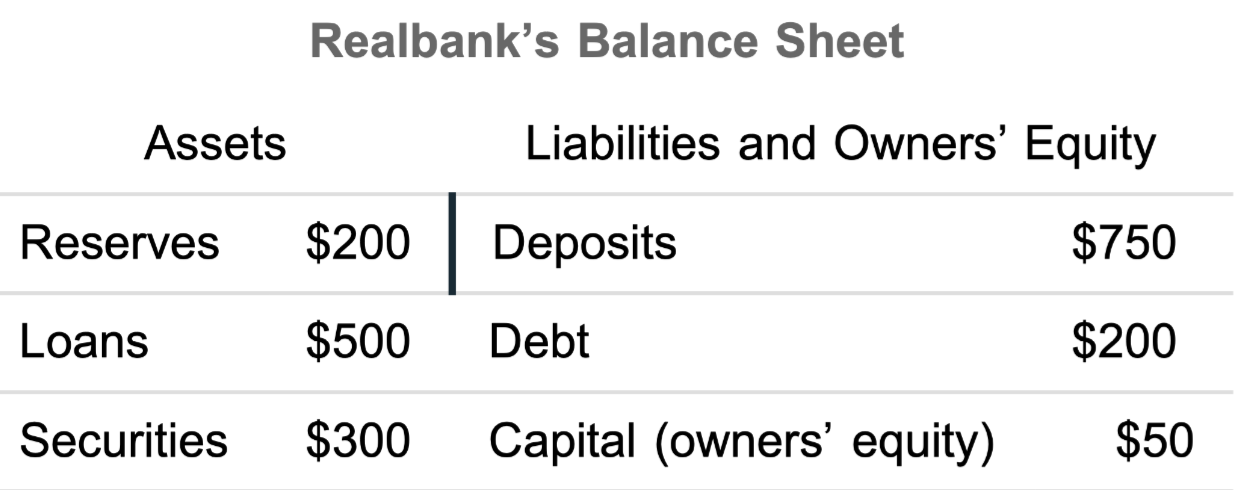 Realbank’s Balance Sheet
Assets Liabilities and Owners’ Equity
Reserves $200 Deposits $750
Loans $500 Debt $200
Securities $300 Capital (owners’ equity) $50